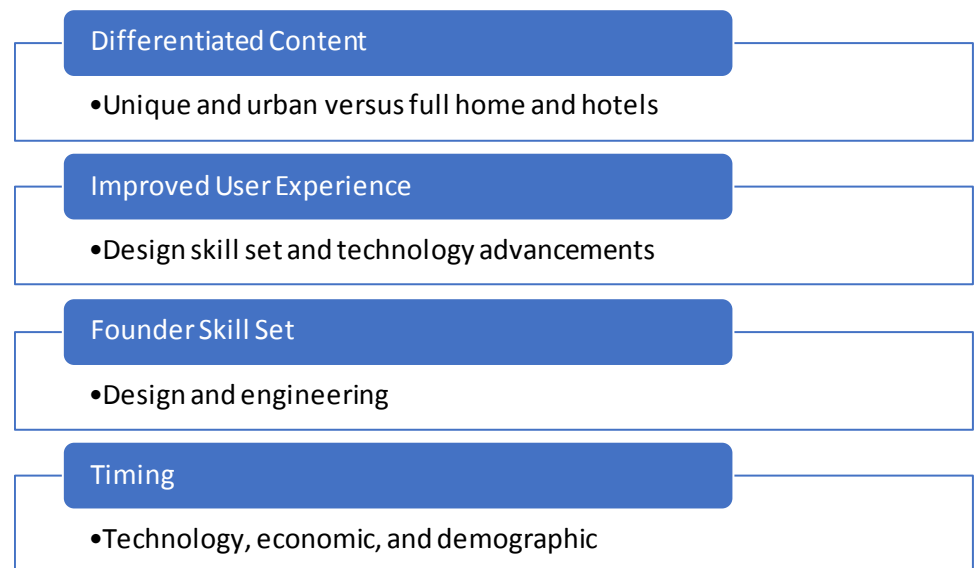 Differentiated Content
•Unique and urban versus full home and hotels
Improved User Experience
•Design skill set and technology advancements
Founder Skill Set
•Design and engineering
Timing
•Technology, economic, and demographic